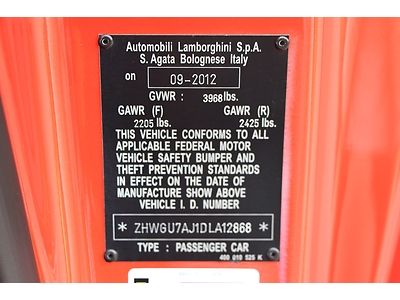 Automobili Lamborghini S.p.A.
S. Agata Bolognese Italy
on 09-2012
GVWR : 3968lbs.
GAWR (F) GAWR (R)
2205 lbs. 2425 lbs.
THIS VEHICLE CONFORMS TO ALL
APPLICABLE FEDERAL MOTOR
VEHICLE SAFETY BUMPER AND
THEFT PREVENTION STANDARDS
IN EFFECT ON THE DATE OF
MANUFACTURE SHOW ABOVE
VEHICLE I. D. NUMBER
* ZHWGU7AJ1DLA12868 *
TYPE : PASSENGER CAR
400 010 525 K